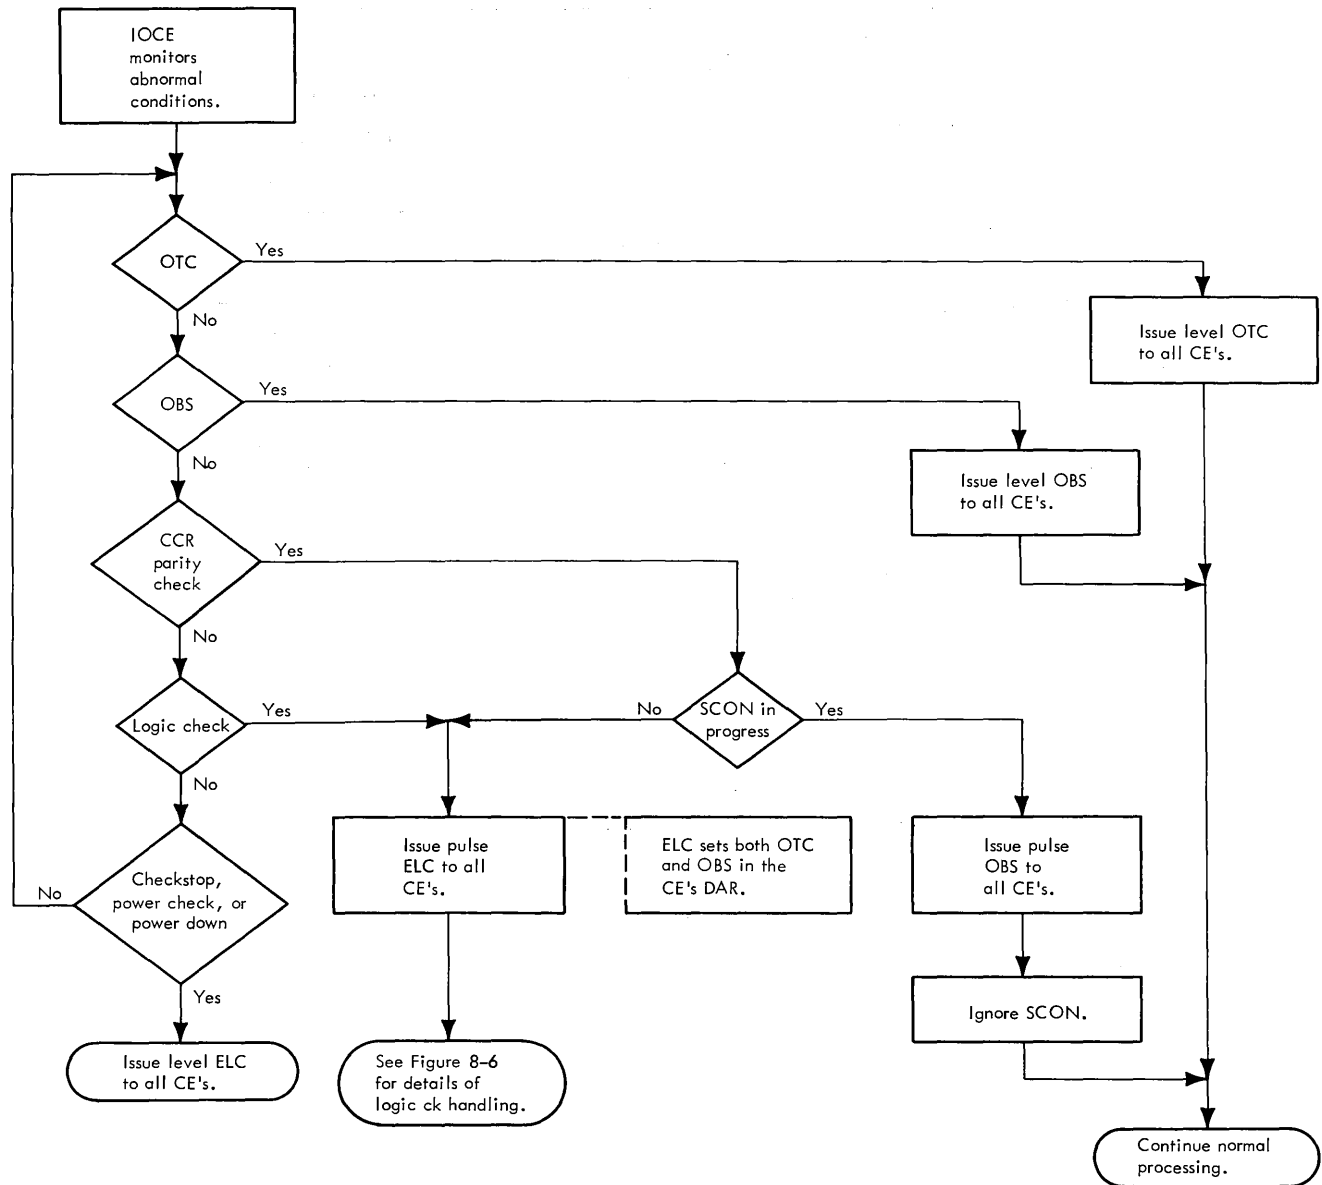 IOCE
monitors
abnormal
conditions.
OTC
Yes
No
Issue level OTC
to all CE's.
OBS
Yes
No
Issue level OBS
to all CE's.
CCR
parity
check
Yes
No
Logic check
Yes
No
SCON in
progress
No
Yes
Checkstop,
power check, or
power down
No
Yes
Issue pulse
ELC to all
CE's.
ELC sets both OTC
and OBS in the
CE's DAR.
Issue pulse
OBS to
all CE's.
Ignore SCON.
Issue level ELC
to all CE's.
See Figure 8-6
for details of
logic ck handling.
Continue normal
processing.